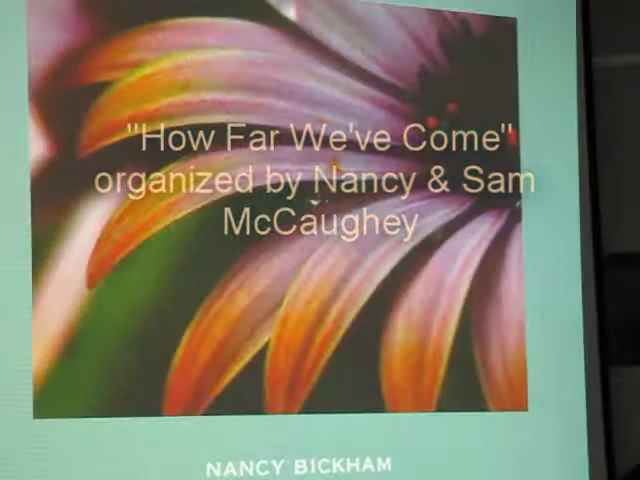 "How Far We've Come"
organized by Nancy & Sam
McCaughey
NANCY BICKHAM